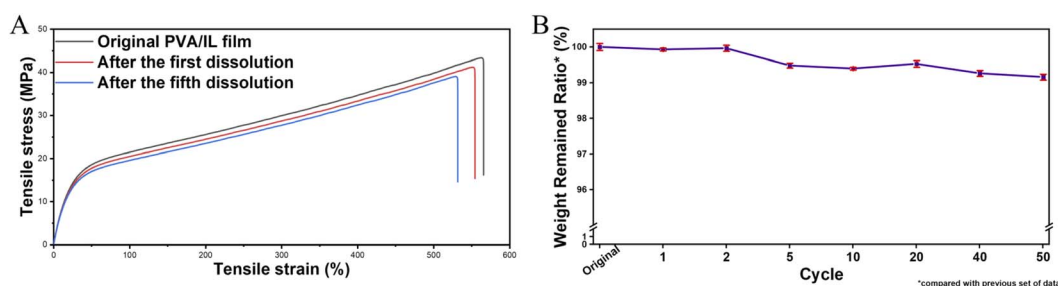 A
Original PVA/IL film
After the first dissolution
After the fifth dissolution
Tensile stress (MPa)
50
40
30
20
10
0
0 100 200 300 400 500 600
Tensile strain (%)
B
Weight Remained Ratio* (%)
100
99
98
97
96
1
0
Original 1 2 5 10 20 40 50
Cycle
*compared with previous set of data